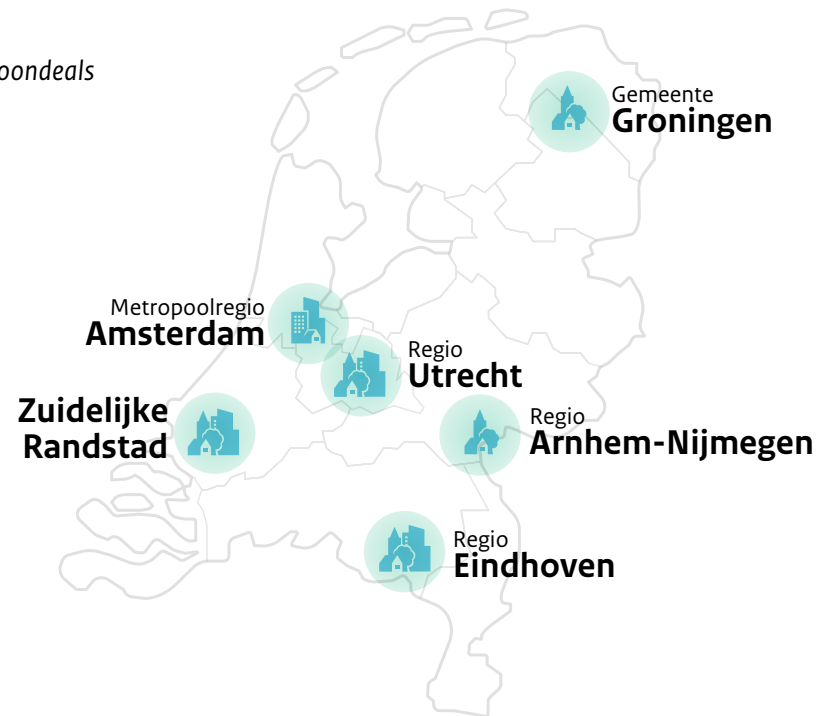 oondeals
Gemeente
Groningen
Metropoolregio
Amsterdam
Regio
Utrecht
Zuidelijke
Randstad
Regio
Arnhem-Nijmegen
Regio
Eindhoven